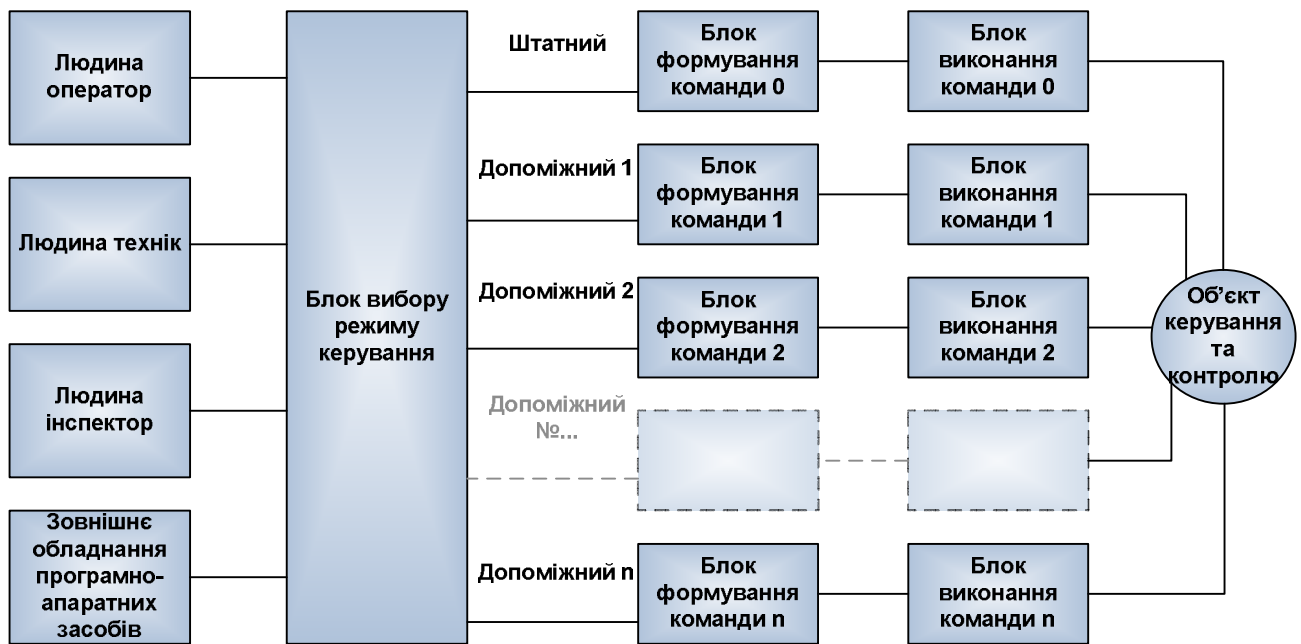 Людина
оператор
Людина технік
Людина
інспектор
Зовнішнє
обладнання
програмно-
апаратних
засобів
Блок вибору
режиму
керування
Штатний
Блок
формування
команди 0
Блок
виконання
команди 0
Допоміжний 1
Блок
формування
команди 1
Блок
виконання
команди 1
Допоміжний 2
Блок
формування
команди 2
Блок
виконання
команди 2
Допоміжний
№...
Допоміжний n
Блок
формування
команди n
Блок
виконання
команди n
Об’єкт
керування
та
контролю